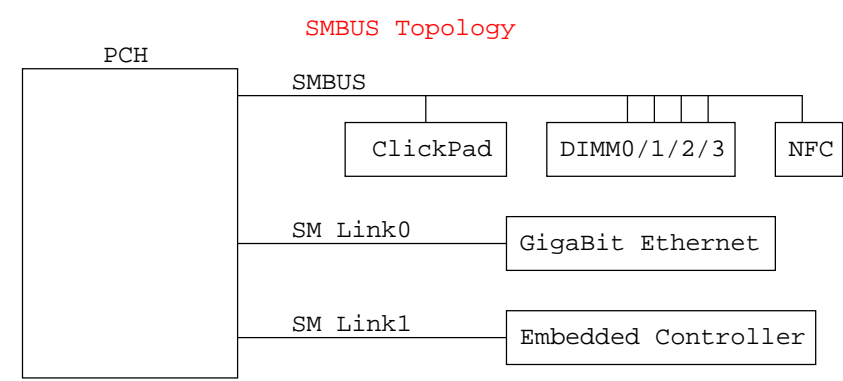 SMBUS Topology
PCH
SMBUS
ClickPad
DIMM0/1/2/3
NFC
SM Link0
GigaBit Ethernet
SM Link1
Embedded Controller